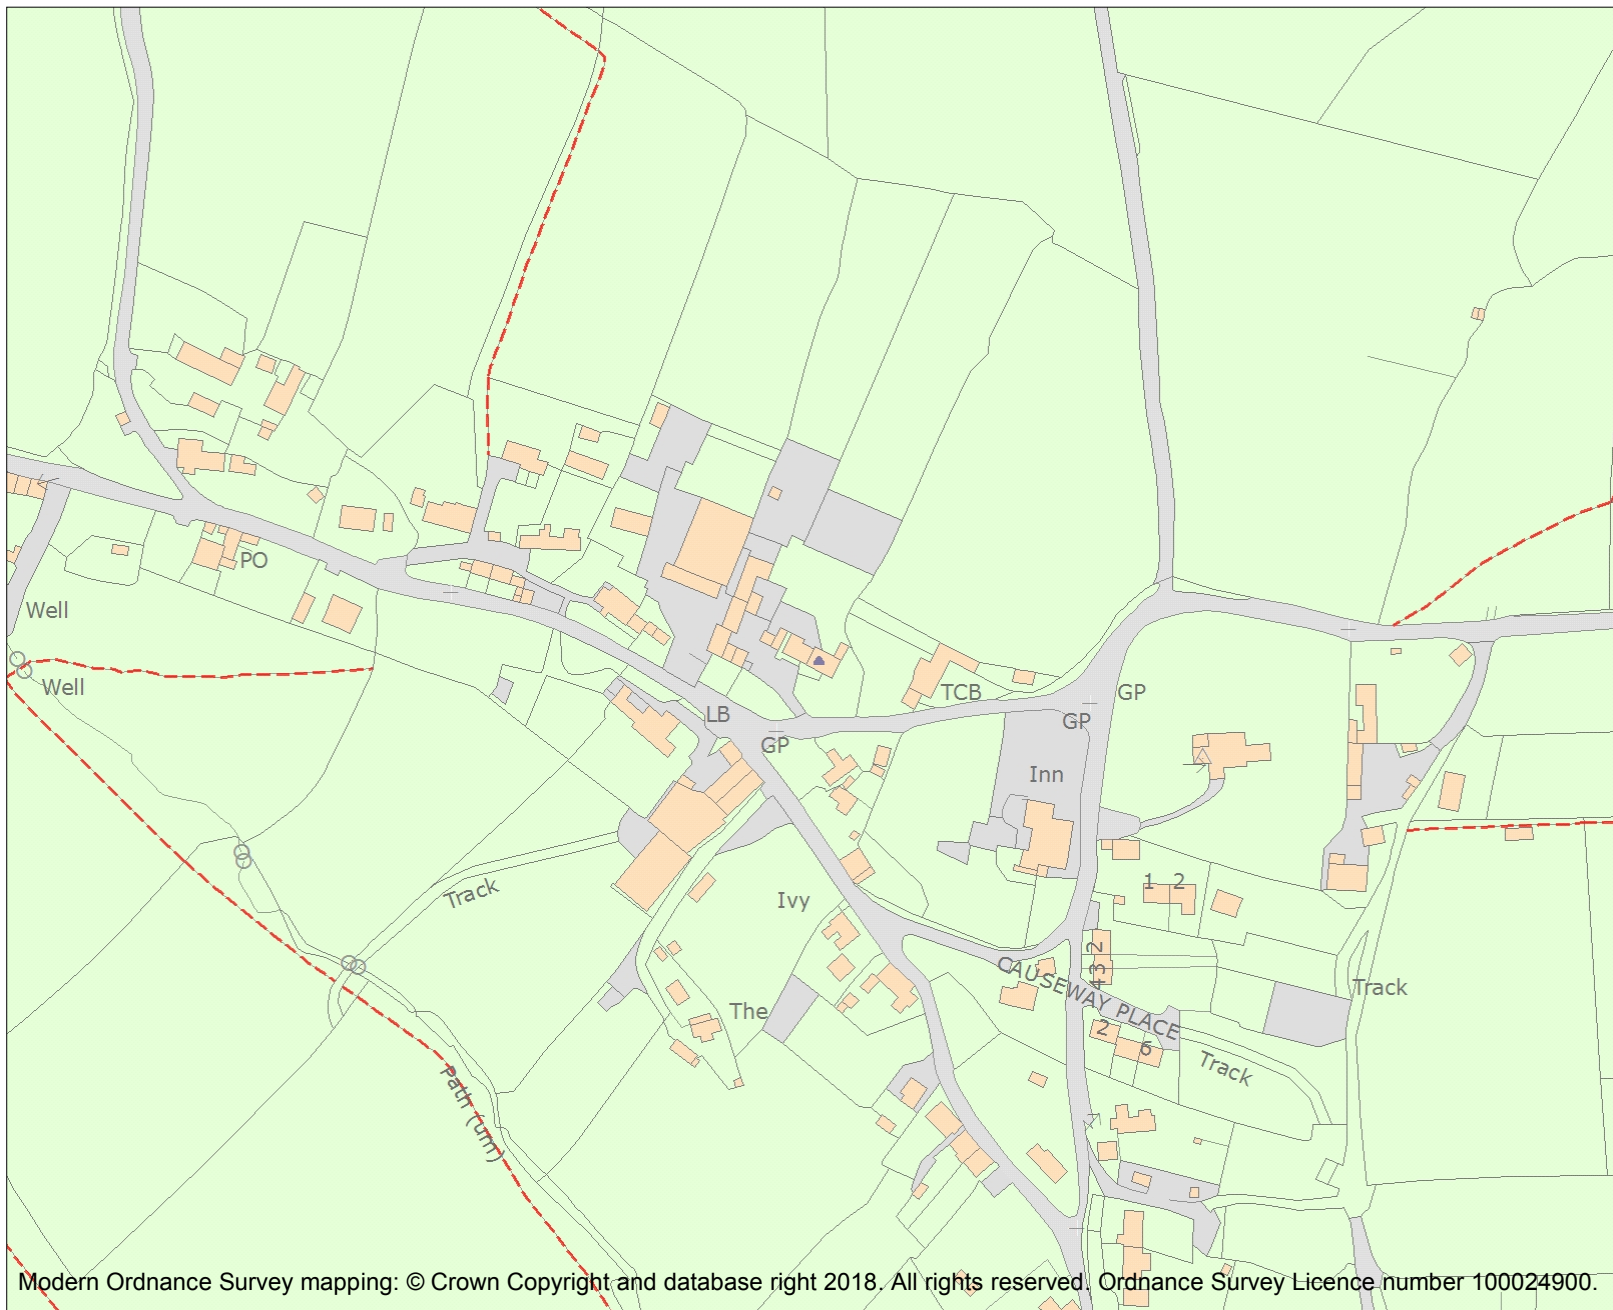 PO
Well
Well
TCB
GP
GP
LB
GP
Inn
Track
Ivy
1 2
2
3
4
CAUSEWAY PLACE
Track
The
2
6
Track
Path (um)
Modern Ordnance Survey mapping: © Crown Copyright and database right 2018. All rights reserved. Ordnance Survey Licence number 100024900.